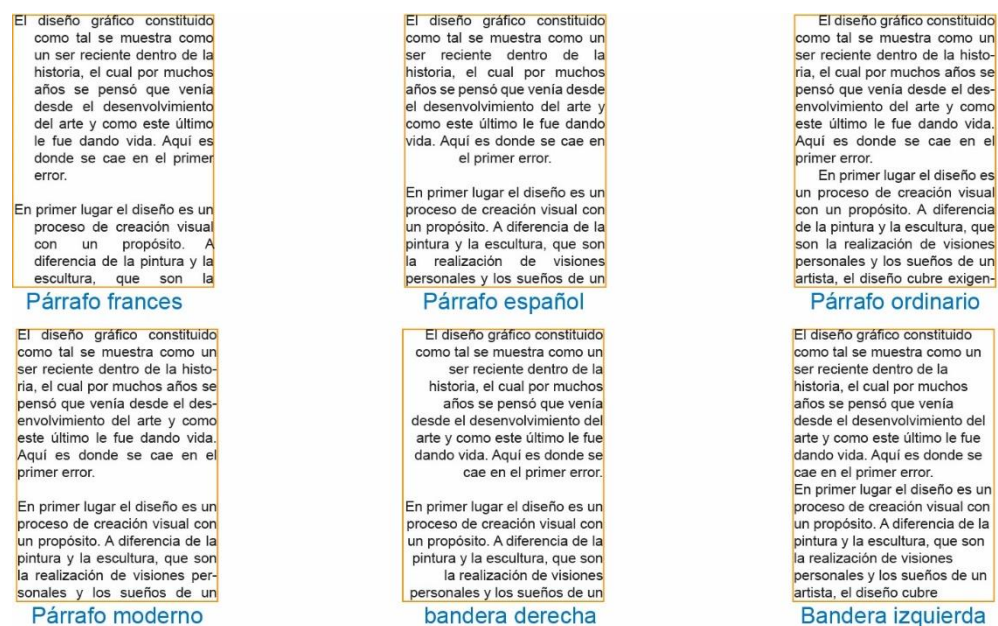 El diseño gráfico constituido
como tal se muestra como
un ser reciente dentro de la
historia, el cual por muchos
años se pensó que venía
desde el desenvolvimiento
del arte y como este último
le fue dando vida. Aquí es
donde se cae en el primer
error.
En primer lugar el diseño es un
proceso de creación visual
con un propósito. A
diferencia de la pintura y la
escultura, que son la
Párrafo frances
El diseño gráfico constituido
como tal se muestra como un
ser reciente dentro de la
historia, el cual por muchos
años se pensó que venía desde
el desenvolvimiento del arte y
como este último le fue dando
vida. Aquí es donde se cae en
el primer error.
En primer lugar el diseño es un
proceso de creación visual con
un propósito. A diferencia de la
pintura y la escultura, que son
la realización de visiones
personales y los sueños de un
Párrafo español
El diseño gráfico constituido
como tal se muestra como un
ser reciente dentro de la histo-
ria, el cual por muchos años se
pensó que venía desde el des-
envolvimiento del arte y como
este último le fue dando vida.
Aquí es donde se cae en el
primer error.
En primer lugar el diseño es
un proceso de creación visual
con un propósito. A diferencia
de la pintura y la escultura, que
son la realización de visiones
personales y los sueños de un
artista, el diseño cubre exigen-
Párrafo ordinario
El diseño gráfico constituido
como tal se muestra como un
ser reciente dentro de la histo-
ria, el cual por muchos años se
pensó que venía desde el des-
envolvimiento del arte y como
este último le fue dando vida.
Aquí es donde se cae en el
primer error.
En primer lugar el diseño es un
proceso de creación visual con
un propósito. A diferencia de la
pintura y la escultura, que son
la realización de visiones per-
sonales y los sueños de un
Párrafo moderno
El diseño gráfico constituido
como tal se muestra como un
ser reciente dentro de la
historia, el cual por muchos
años se pensó que venía
desde el desenvolvimiento del
arte y como este último le fue
dando vida. Aquí es donde se
cae en el primer error.
En primer lugar el diseño es un
proceso de creación visual con
un propósito. A diferencia de la
pintura y la escultura, que son
la realización de visiones
personales y los sueños de un
bandera derecha
El diseño gráfico constituido
como tal se muestra como un
ser reciente dentro de la
historia, el cual por muchos
años se pensó que venía
desde el desenvolvimiento del
arte y como este último le fue
dando vida. Aquí es donde se
cae en el primer error.
En primer lugar el diseño es un
proceso de creación visual con
un propósito. A diferencia de la
pintura y la escultura, que son
la realización de visiones
personales y los sueños de un
artista, el diseño cubre
Bandera izquierda